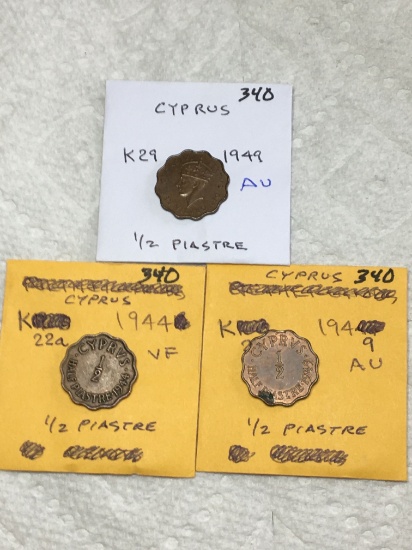 340
CYPRUS
K29 1949
AU
1/2 PIASTRE
340
CYPRUS
K 1944
22a
VF
CYPRUS
1/2
HALF PIASTRE 1944
1/2 PIASTRE
CYPRUS 340
K 194
9
AU
CYPRUS
1/2
HALF PIASTRE
1/2 PIASTRE